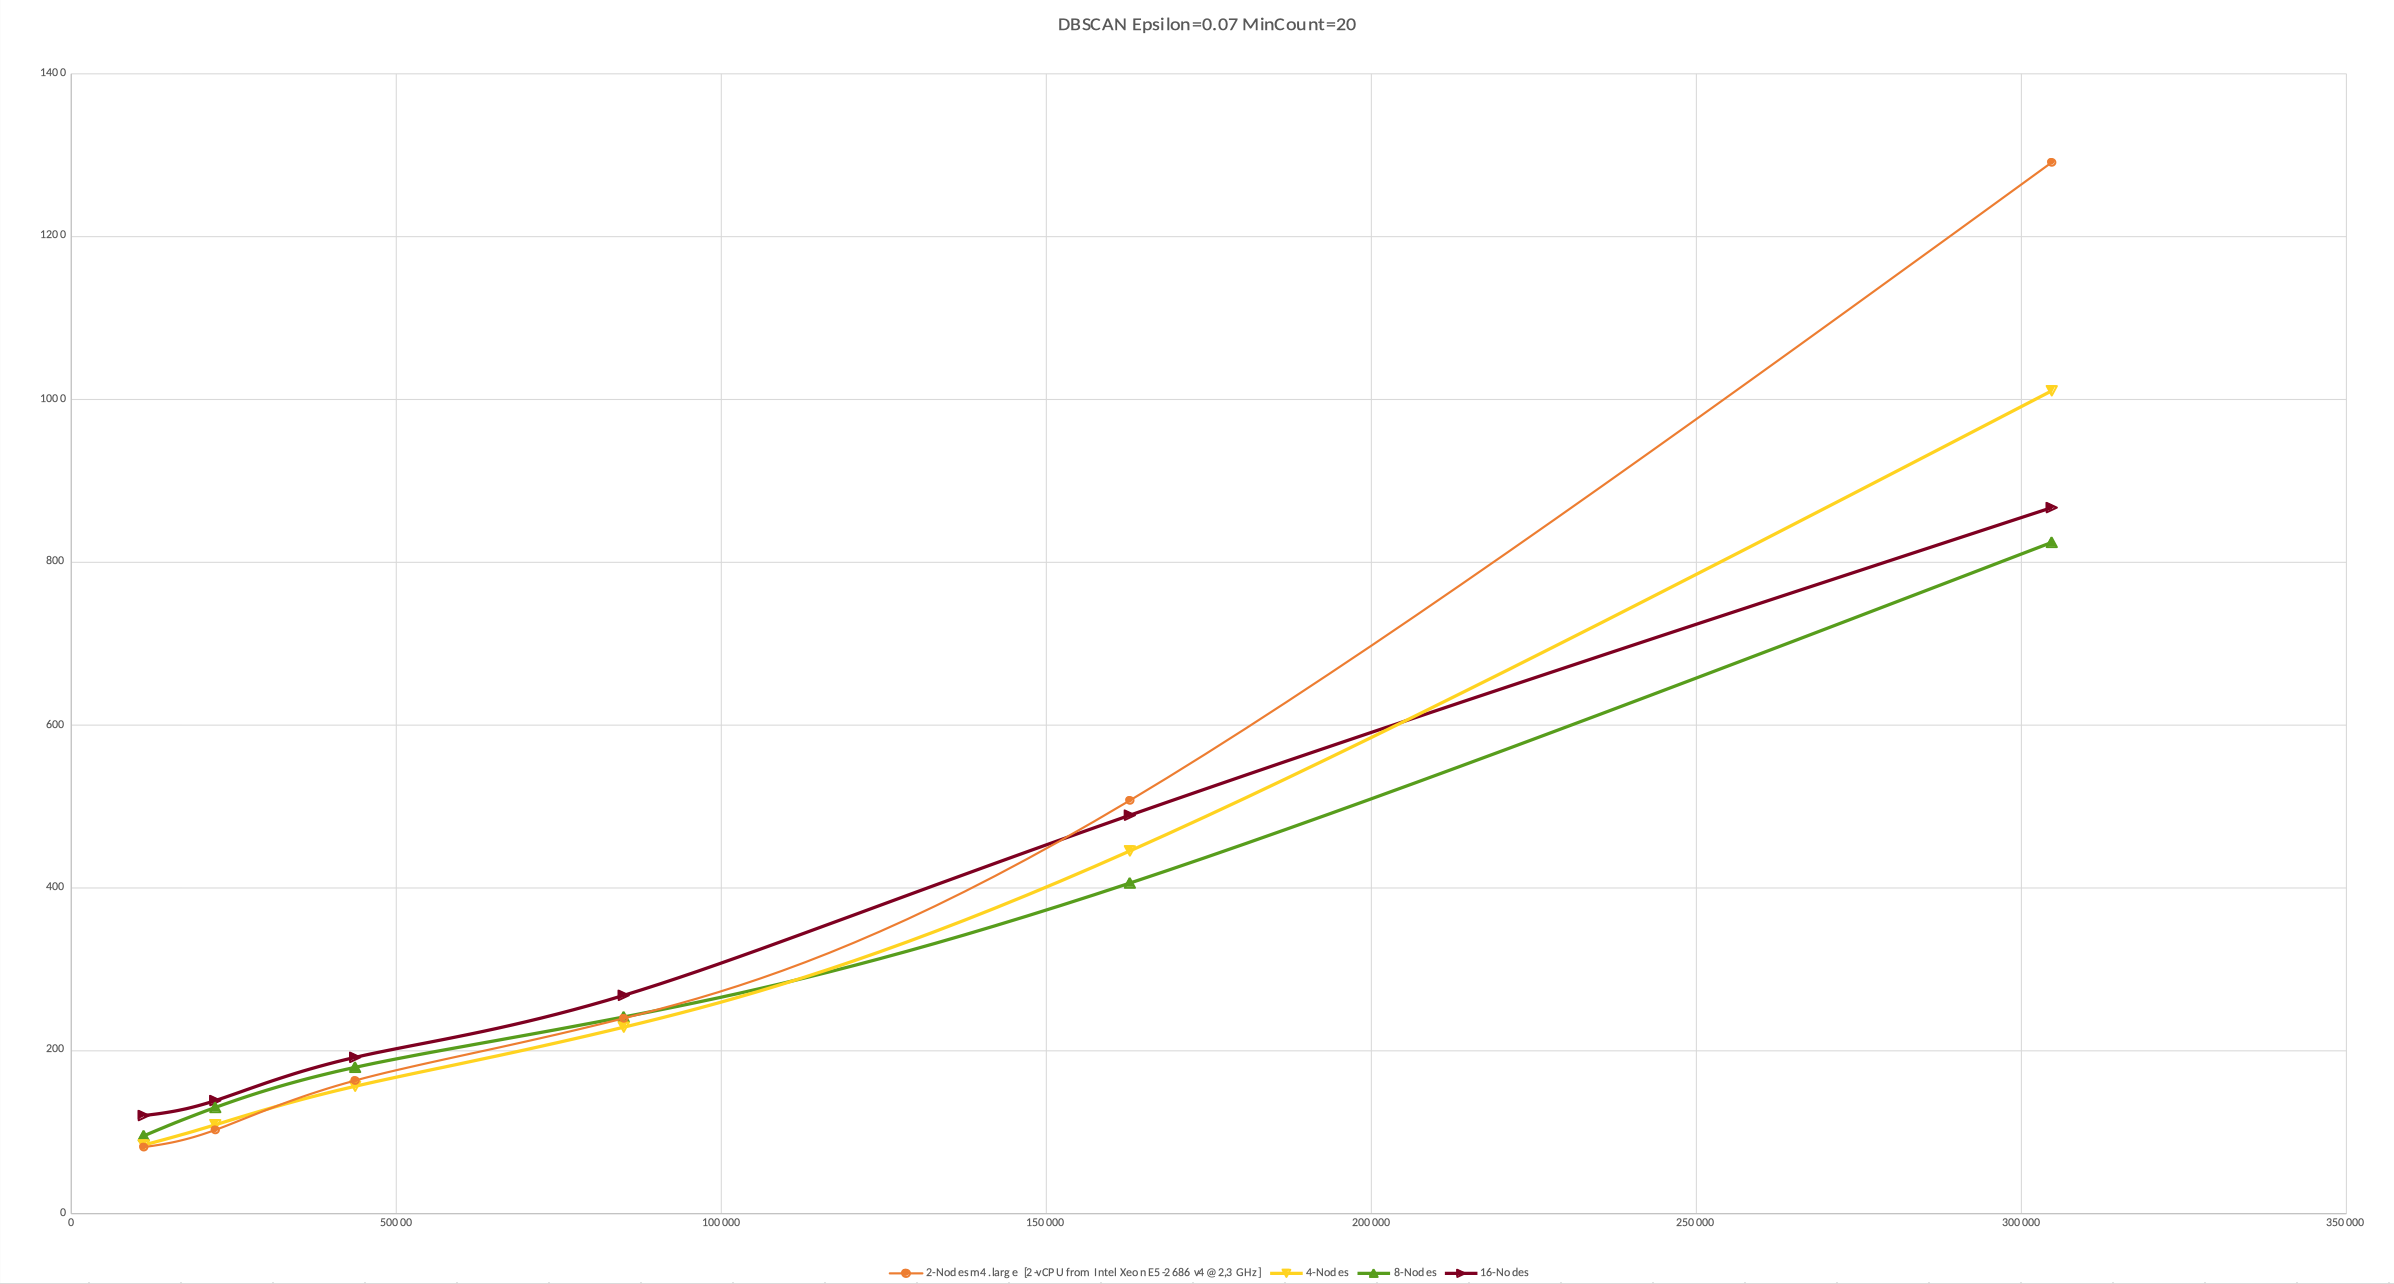 DBSCAN Epsilon=0.07 MinCount=20
1400
1200
1000
800
600
400
200
0
0 50000 100000 150000 200000 250000 300000 350000
2-Nodes m4.large [2-vCPU from Intel Xeon E5-2686 v4 @ 2,3 GHz] 4-Nodes 8-Nodes 16-Nodes